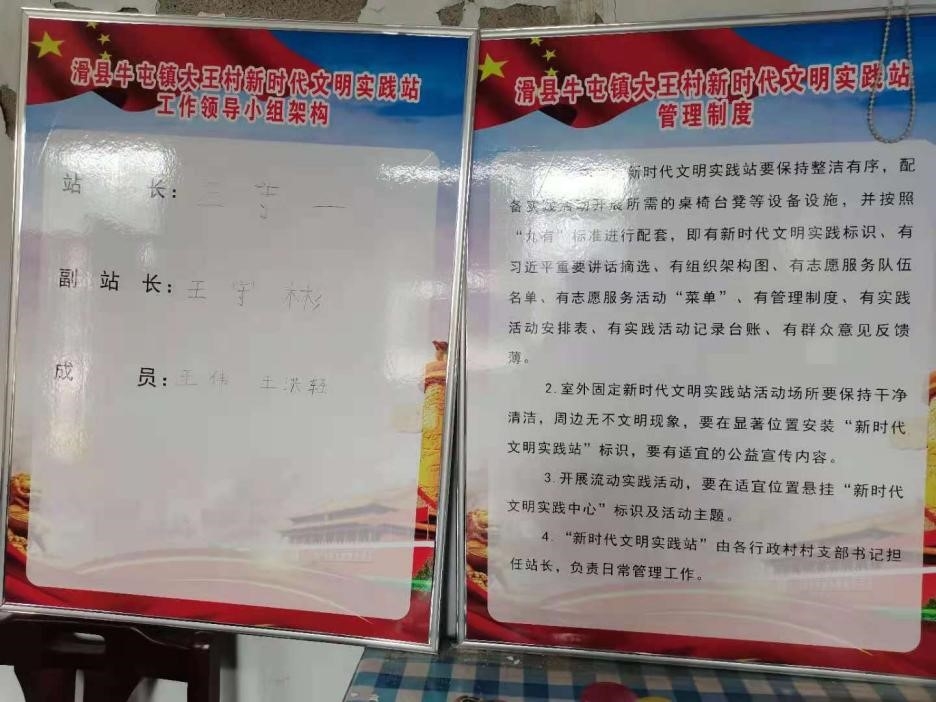 滑县牛屯镇大王村新时代文明实践站
工作领导小组架构
站 长：
副 站 长：王 宇 彬
成 员：王伟 王洪轻
滑县牛屯镇大王村新时代文明实践站
管理制度
新时代文明实践站要保持整洁有序，配
备实践活动开展所需的桌椅台凳等设备设施，并按照
“九有”标准进行配套，即有新时代文明实践标识、有
习近平重要讲话摘选、有组织架构图、有志愿服务队伍
名单、有志愿服务活动“菜单”、有管理制度、有实践
活动安排表、有实践活动记录台账、有群众意见反馈
薄。
2.室外固定新时代文明实践站活动场所要保持干净
清洁，周边无不文明现象，要在显著位置安装“新时代
文明实践站”标识，要有适宜的公益宣传内容。
3.开展流动实践活动，要在适宜位置悬挂“新时代
文明实践中心”标识及活动主题。
4.“新时代文明实践站”由各行政村村支部书记担
任站长，负责日常管理工作。